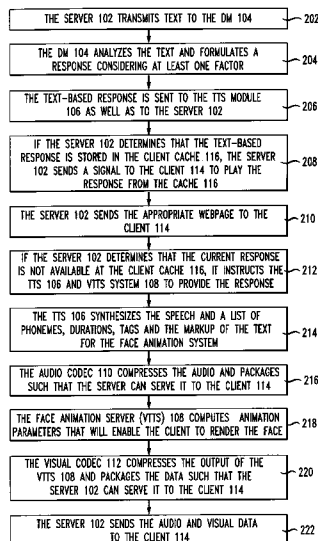 THE SERVER 102 TRANSMITS TEXT TO THE DM 104
202
THE DM 104 ANALYZES THE TEXT AND FORMULATES A
RESPONSE CONSIDERING AT LEAST ONE FACTOR
204
THE TEXT-BASED RESPONSE IS SENT TO THE TTS MODULE
106 AS WELL AS TO THE SERVER 102
206
IF THE SERVER 102 DETERMINES THAT THE TEXT-BASED
RESPONSE IS STORED IN THE CLIENT CACHE 116, THE SERVER
102 SENDS A SIGNAL TO THE CLIENT 114 TO PLAY THE
RESPONSE FROM THE CACHE 116
208
THE SERVER 102 SENDS THE APPROPRIATE WEBPAGE TO THE
CLIENT 114
210
IF THE SERVER 102 DETERMINES THAT THE CURRENT RESPONSE
IS NOT AVAILABLE AT THE CLIENT CACHE 116, IT INSTRUCTS
THE TTS 106 AND VTTS SYSTEM 108 TO PROVIDE THE RESPONSE
212
THE TTS 106 SYNTHESIZES THE SPEECH AND A LIST OF
PHONEMES, DURATIONS, TAGS AND THE MARKUP OF THE TEXT
FOR THE FACE ANIMATION SYSTEM
214
THE AUDIO CODEC 110 COMPRESSES THE AUDIO AND PACKAGES
SUCH THAT THE SERVER CAN SERVE IT TO THE CLIENT 114
216
THE FACE ANIMATION SERVER (VTTS) 108 COMPUTES ANIMATION
PARAMETERS THAT WILL ENABLE THE CLIENT TO RENDER THE FACE
218
THE VISUAL CODEC 112 COMPRESSES THE OUTPUT OF THE
VTTS 108 AND PACKAGES THE DATA SUCH THAT THE
SERVER 102 CAN SERVE IT TO THE CLIENT 114
220
THE SERVER 102 SENDS THE AUDIO AND VISUAL DATA
TO THE CLIENT 114
222